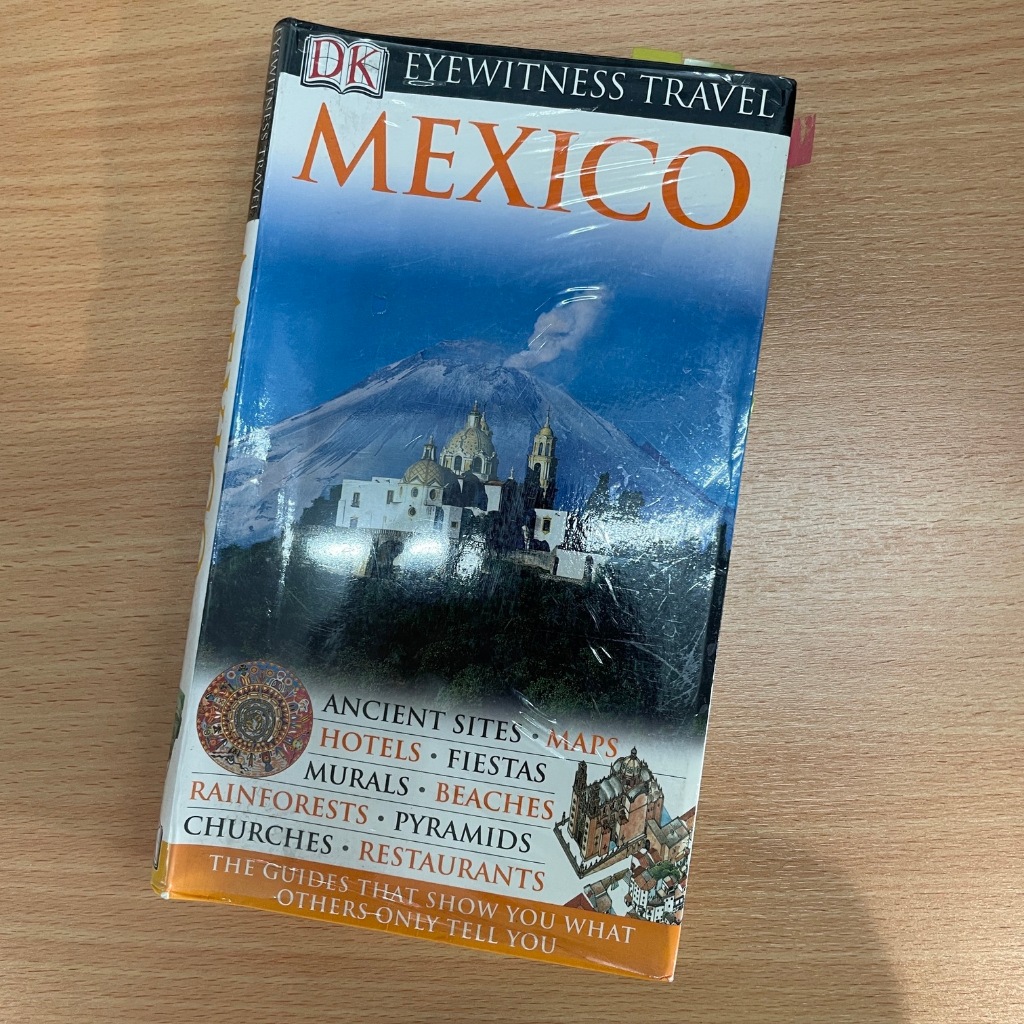 DK EYEWITNESS TRAVEL
MEXICO
ANCIENT SITES • MAPS
HOTELS • FIESTAS
MURALS • BEACHES
RAINFORESTS • PYRAMIDS
CHURCHES • RESTAURANTS
THE GUIDES THAT SHOW YOU WHAT
OTHERS ONLY TELL YOU
EYEWITNESS TRAVEL